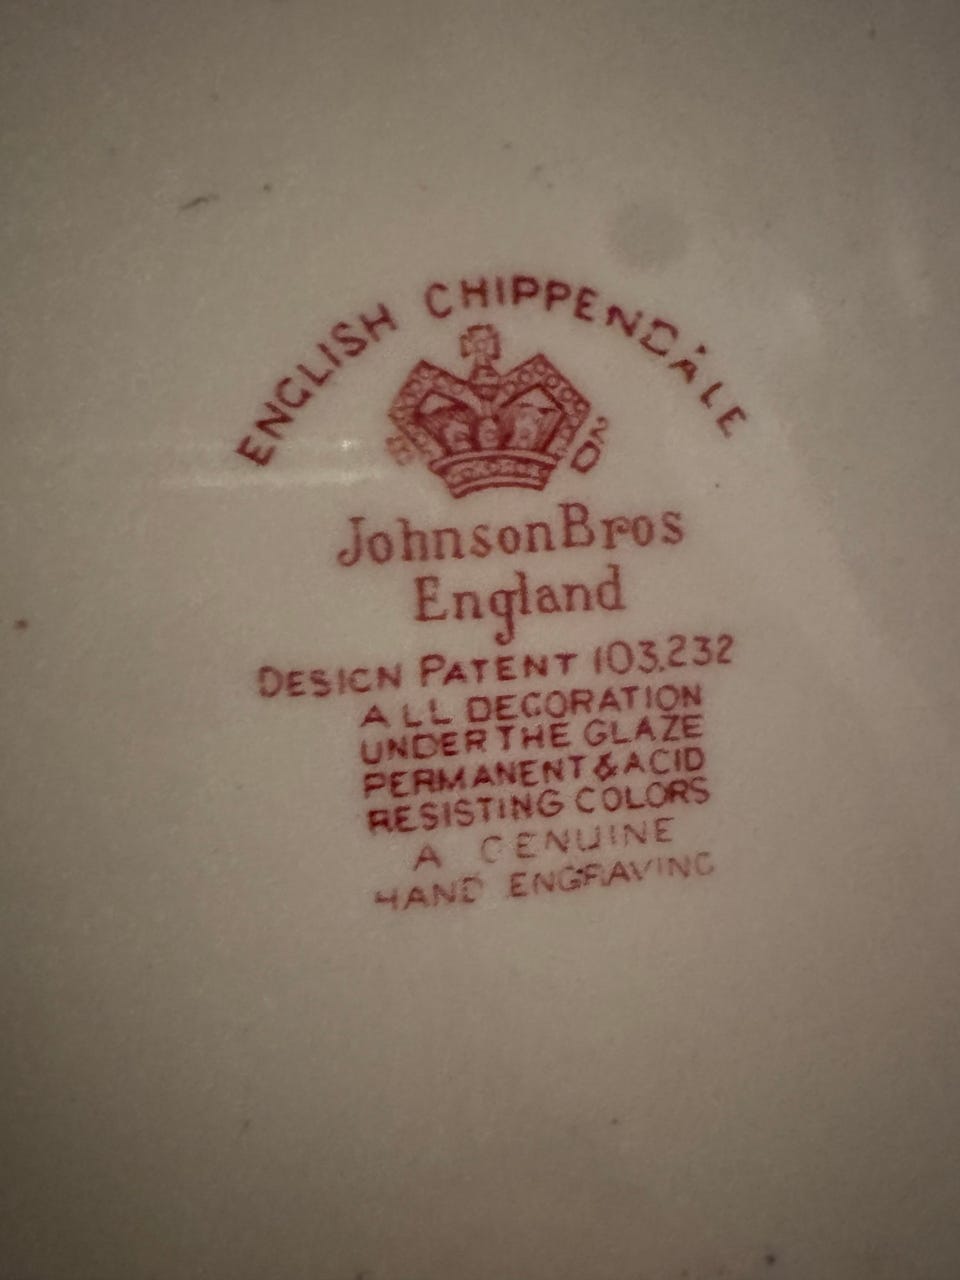 ENGLISH CHIPPENDALE
20
JohnsonBros
England
DESIGN PATENT 103,232
ALL DECORATION
UNDER THE GLAZE
PERMANENT & ACID
RESISTING COLORS
A GENUINE
HAND ENGRAVING